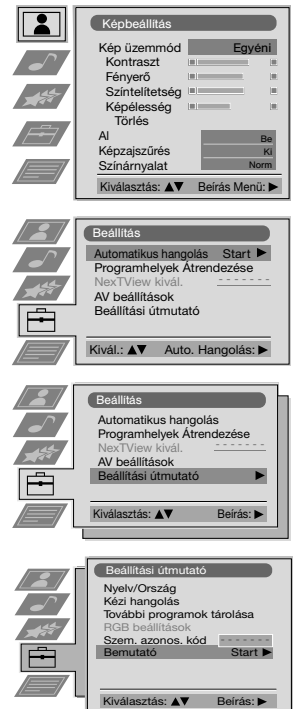 Képbeállítás
Kép üzemmód Egyéni
Kontraszt
Fényerő
Színtelítetség
Képélesség
Törlés
AI Be
Képzajszűrés Ki
Színárnyalat Norm
Kiválasztás: ▲▼ Beírás Menü: ▶
Beállítás
Automatikus hangolás Start ▶
Programhelyek Átrendezése
NexTView kivál. - - - - - - -
AV beállítások
Beállítási útmutató
Kivál.: ▲▼ Auto. Hangolás: ▶
Beállítás
Automatikus hangolás
Programhelyek Átrendezése
NexTView kivál. - - - - - - -
AV beállítások
Beállítási útmutató ▶
Kiválasztás: ▲▼ Beírás: ▶
Beállítási útmutató
Nyelv/Ország
Kézi hangolás
További programok tárolása
RGB beállítások
Szem. azonos. kód - - - - - -
Bemutató Start ▶
Kiválasztás: ▲▼ Beírás: ▶